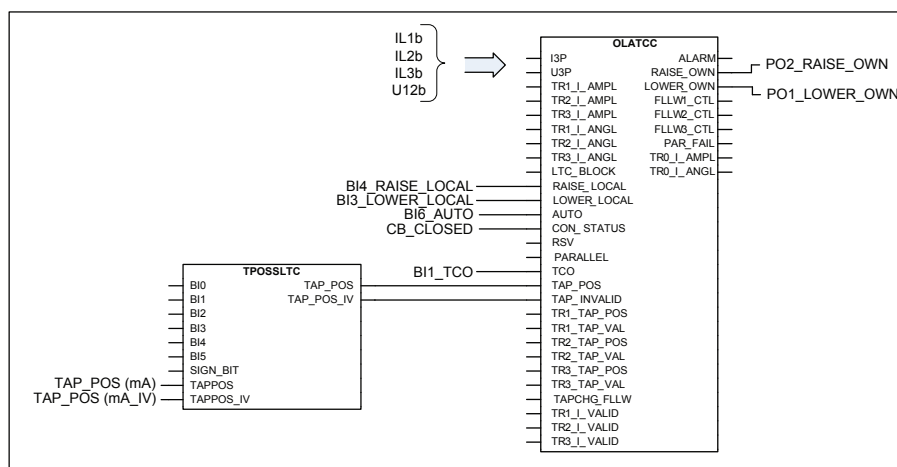 IL1b
IL2b
IL3b
U12b
OLATCC
I3P
U3P
TR1_I_AMPL
TR2_I_AMPL
TR3_I_AMPL
TR1_I_ANGL
TR2_I_ANGL
TR3_I_ANGL
LTC_BLOCK
RAISE_LOCAL
LOWER_LOCAL
AUTO
CON_STATUS
RSV
PARALLEL
TCO
TAP_POS
TAP_INVALID
TR1_TAP_POS
TR1_TAP_VAL
TR2_TAP_POS
TR2_TAP_VAL
TR3_TAP_POS
TR3_TAP_VAL
TAPCHG_FLLW
TR1_I_VALID
TR2_I_VALID
TR3_I_VALID
ALARM
RAISE_OWN
LOWER_OWN
FLLW1_CTL
FLLW2_CTL
FLLW3_CTL
PAR_FAIL
TR0_I_AMPL
TR0_I_ANGL
PO2_RAISE_OWN
PO1_LOWER_OWN
BI4_RAISE_LOCAL
BI3_LOWER_LOCAL
BI6_AUTO
CB_CLOSED
BI1_TCO
TPOSSLTC
BI0
BI1
BI2
BI3
BI4
BI5
SIGN_BIT
TAPPOS
TAPPOS_IV
TAP_POS
TAP_POS_IV
TAP_POS (mA)
TAP_POS (mA_IV)